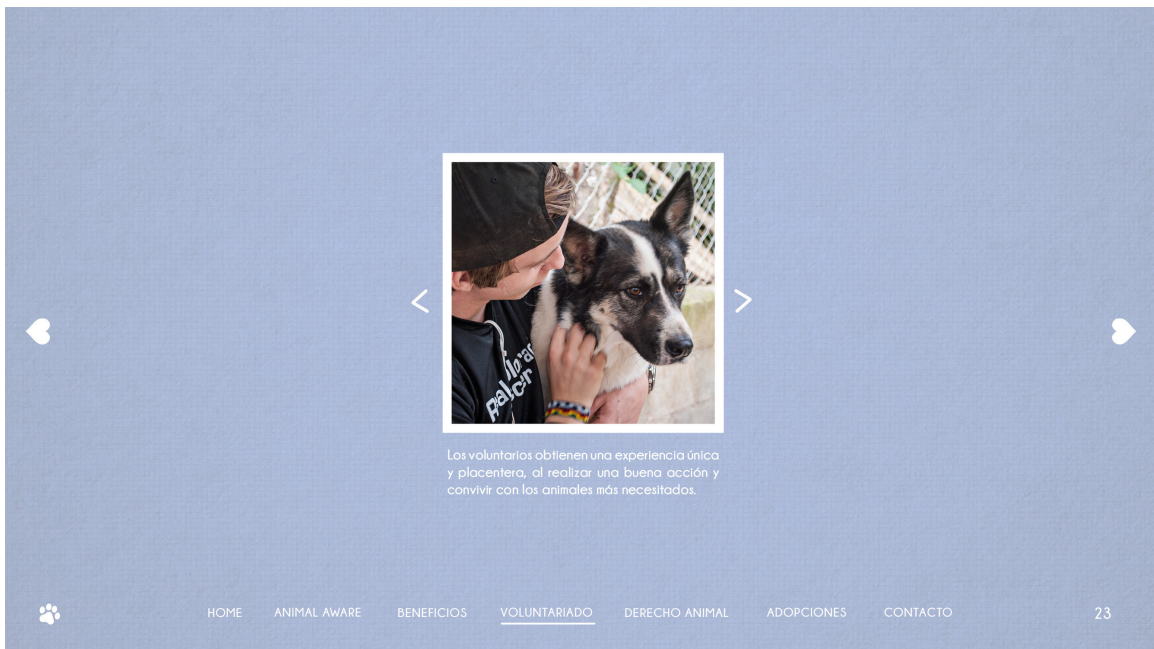 Los voluntarios obtienen una experiencia única
y placentera, al realizar una buena acción y
convivir con los animales más necesitados.
HOME ANIMAL AWARE BENEFICIOS VOLUNTARIADO DERECHO ANIMAL ADOPCIONES CONTACTO 23